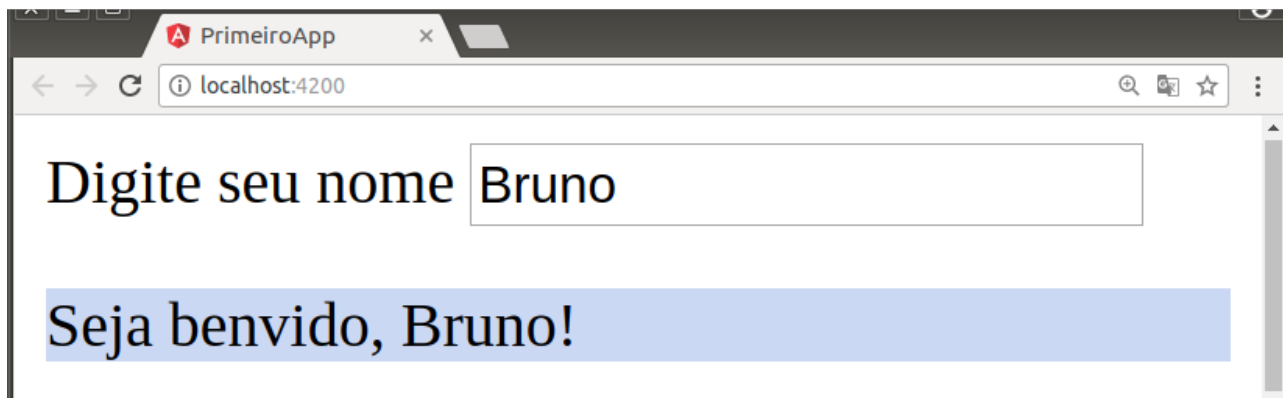 PrimeiroApp
localhost:4200
Digite seu nome Bruno
Seja benvido, Bruno!